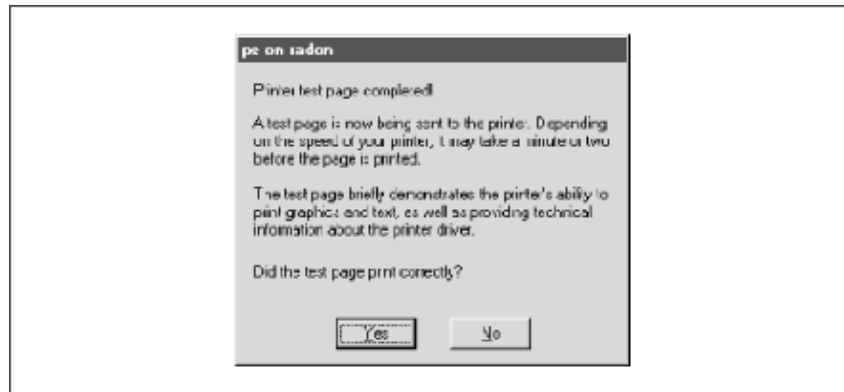 ps on radon
Printer test page completed!
A test page is now being sent to the printer. Depending
on the speed of your printer, it may take a minute or two
before the page is printed.
The test page briefly demonstrates the printer's ability to
print graphics and text, as well as providing technical
information about the printer driver.
Did the test page print correctly?
Yes
No